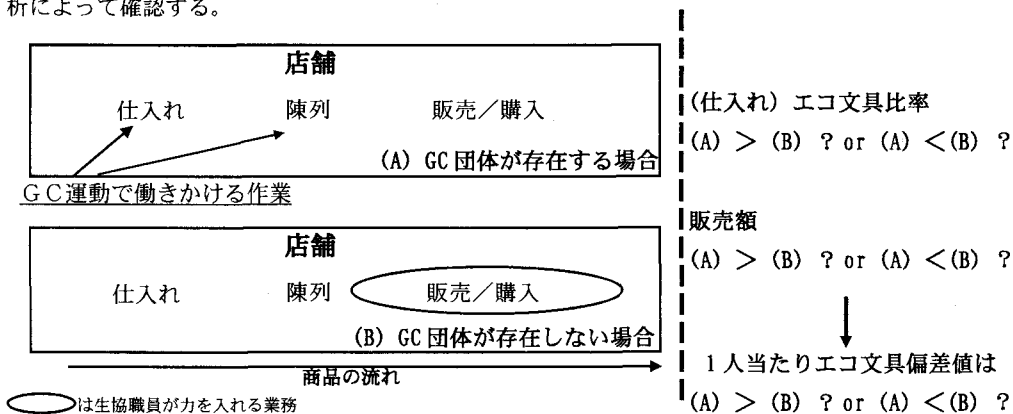 析によって確認する。
店舗
仕入れ 陳列 販売/購入
(A) GC団体が存在する場合
GC運動で働きかける作業
店舗
仕入れ 陳列 販売/購入
(B) GC団体が存在しない場合
商品の流れ
は生協職員が力を入れる業務
(仕入れ) エコ文具比率
(A) > (B) ? or (A) <(B) ?
販売額
(A) > (B) ? or (A) <(B) ?
1人当たりエコ文具偏差値は
(A) > (B) ? or (A) <(B) ?